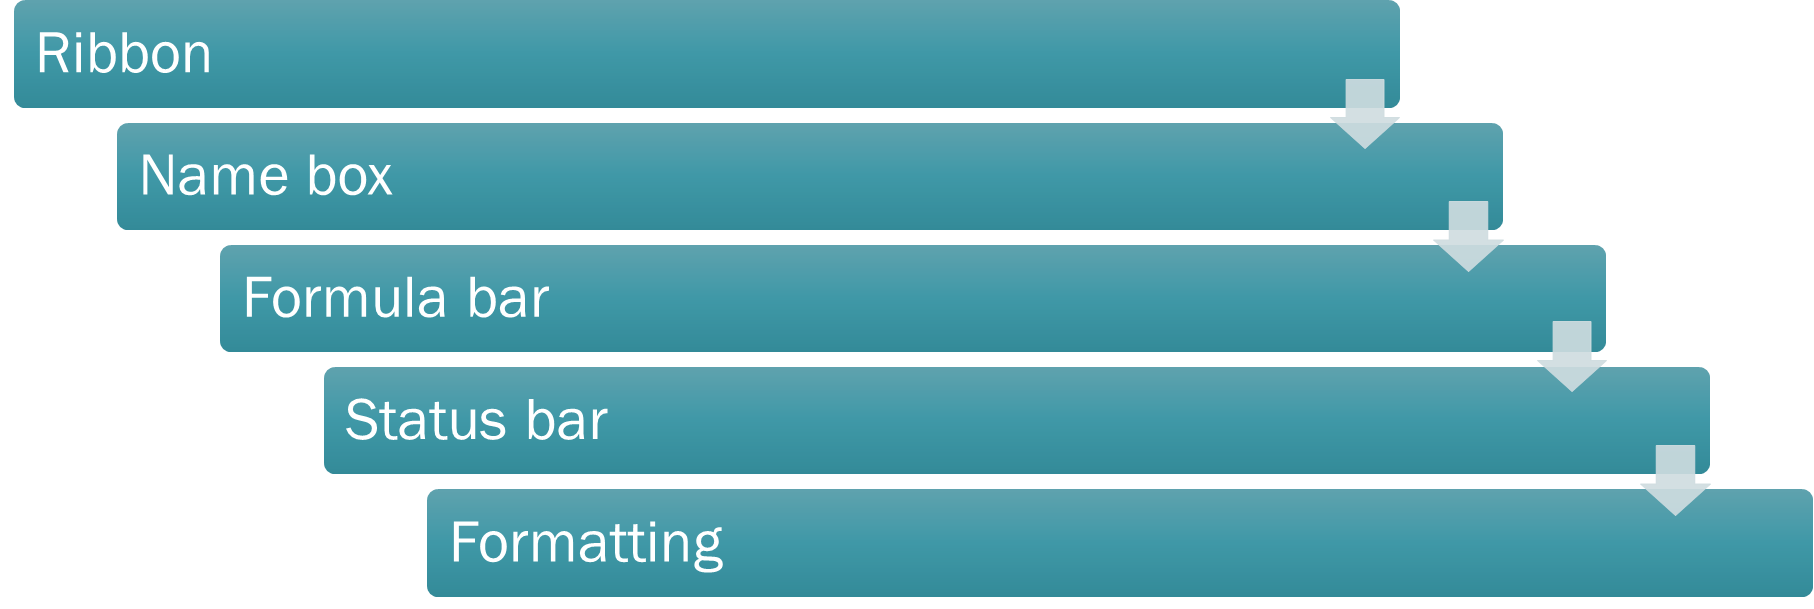 Ribbon
Name box
Formula bar
Status bar
Formatting